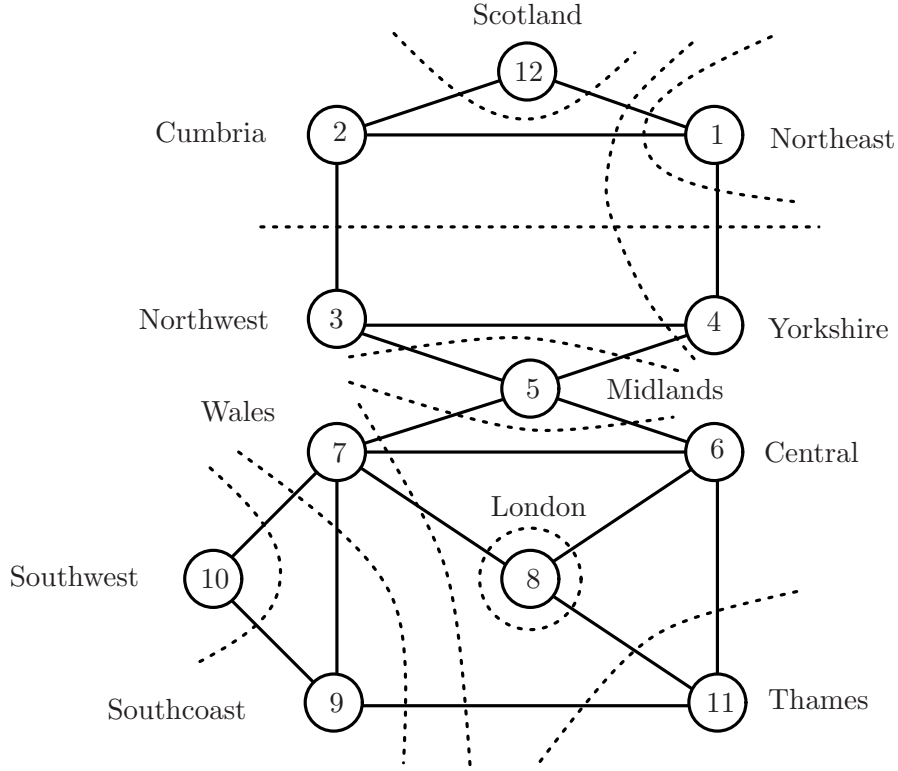 Scotland
12
Cumbria
2
1
Northeast
Northwest
3
4
Yorkshire
5
Midlands
Wales
7
6
Central
London
Southwest
10
8
Southcoast
9
11
Thames